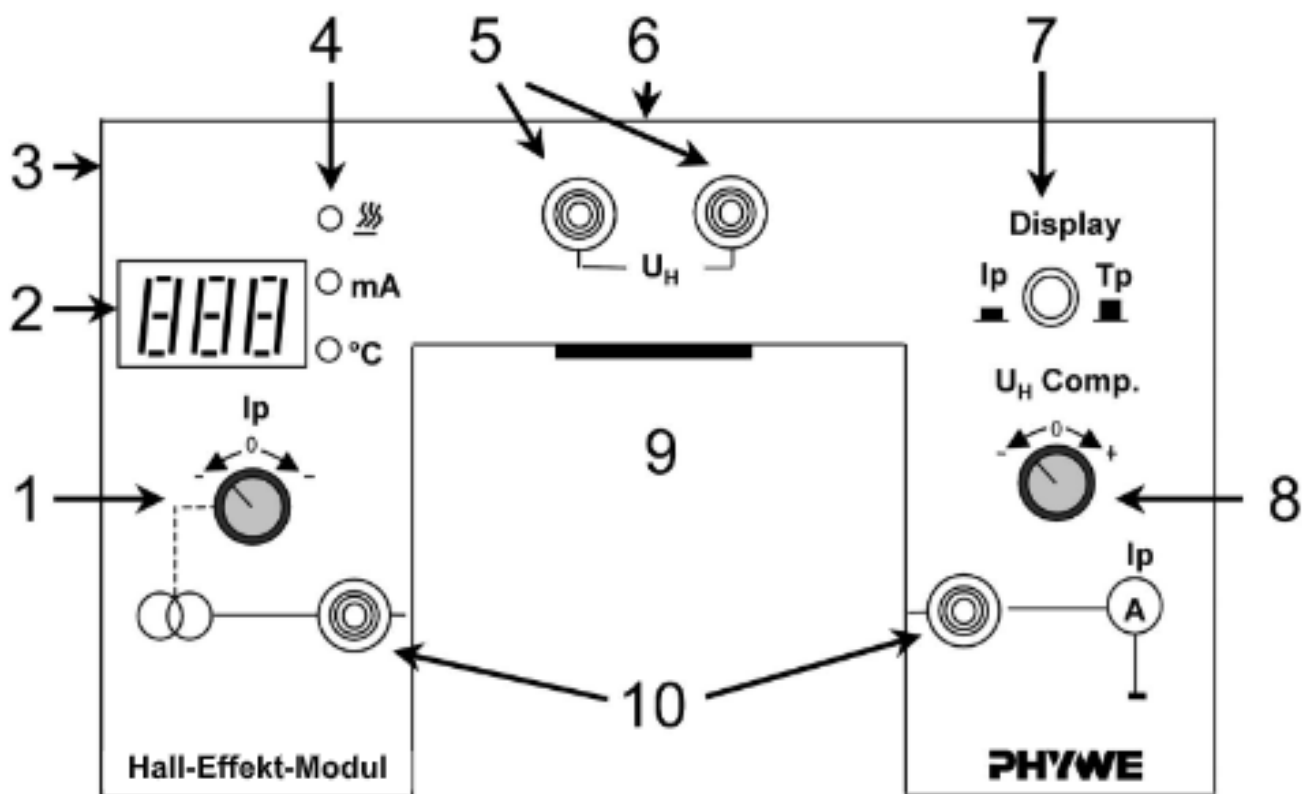 4 5 6 7
3
Display
mA
U_H
Ip Tp
2
888
°C
U_H Comp.
Ip
- 0 -
- 0 +
9
1
8
Ip
A
10
Hall-Effekt-Modul
PHYWE